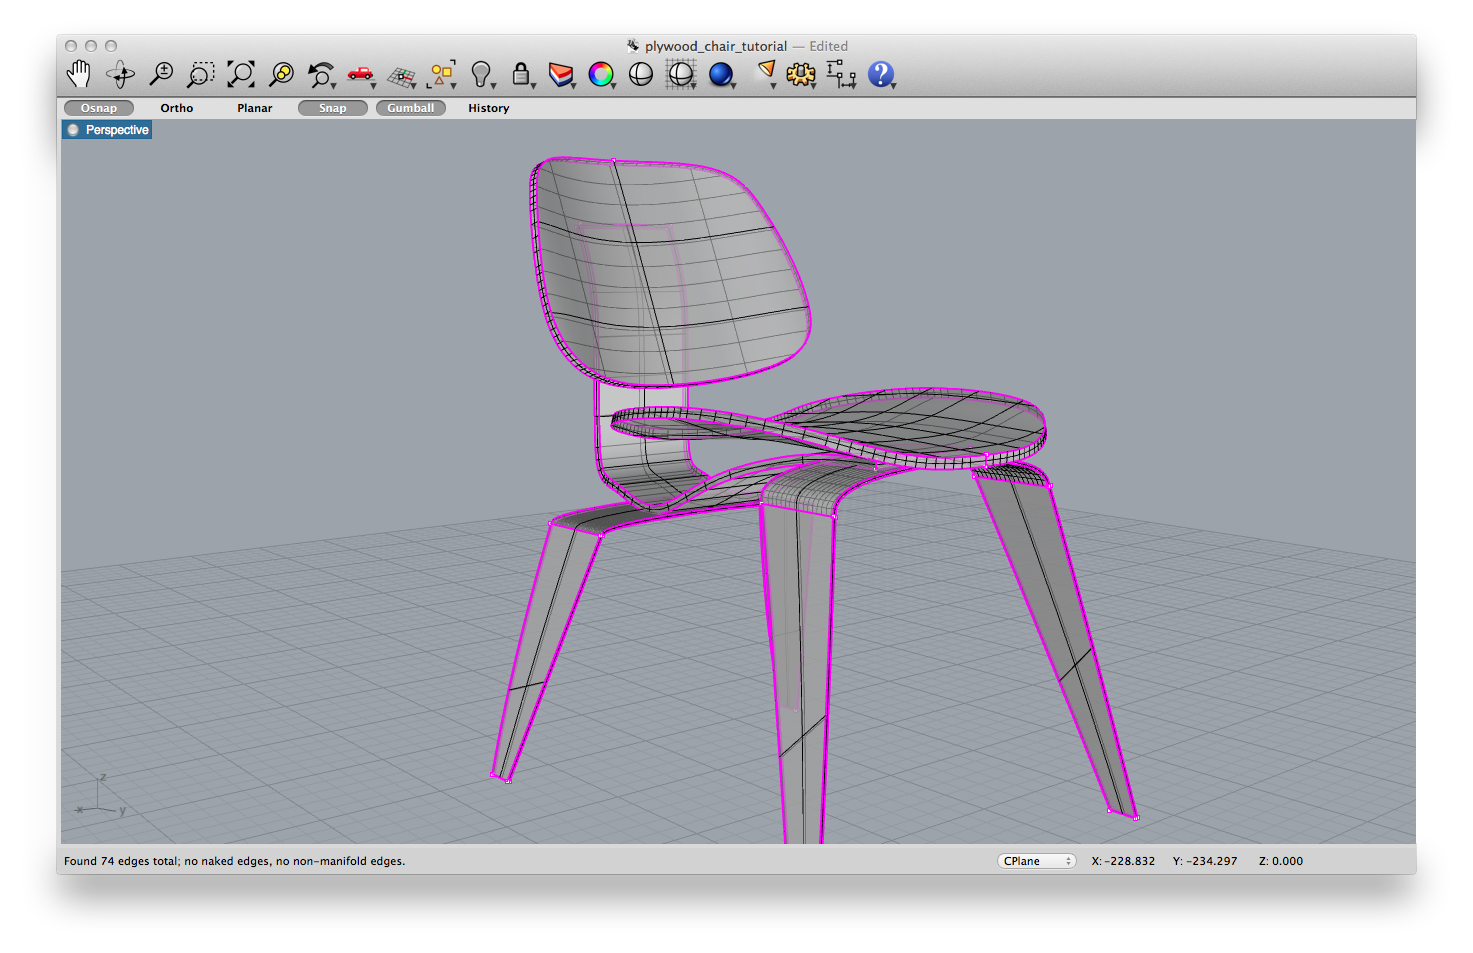 plywood_chair_tutorial — Edited
Osnap Ortho Planar Snap Gumball History
Perspective
z
x y
Found 74 edges total; no naked edges, no non-manifold edges. CPlane X: -228.832 Y: -234.297 Z: 0.000